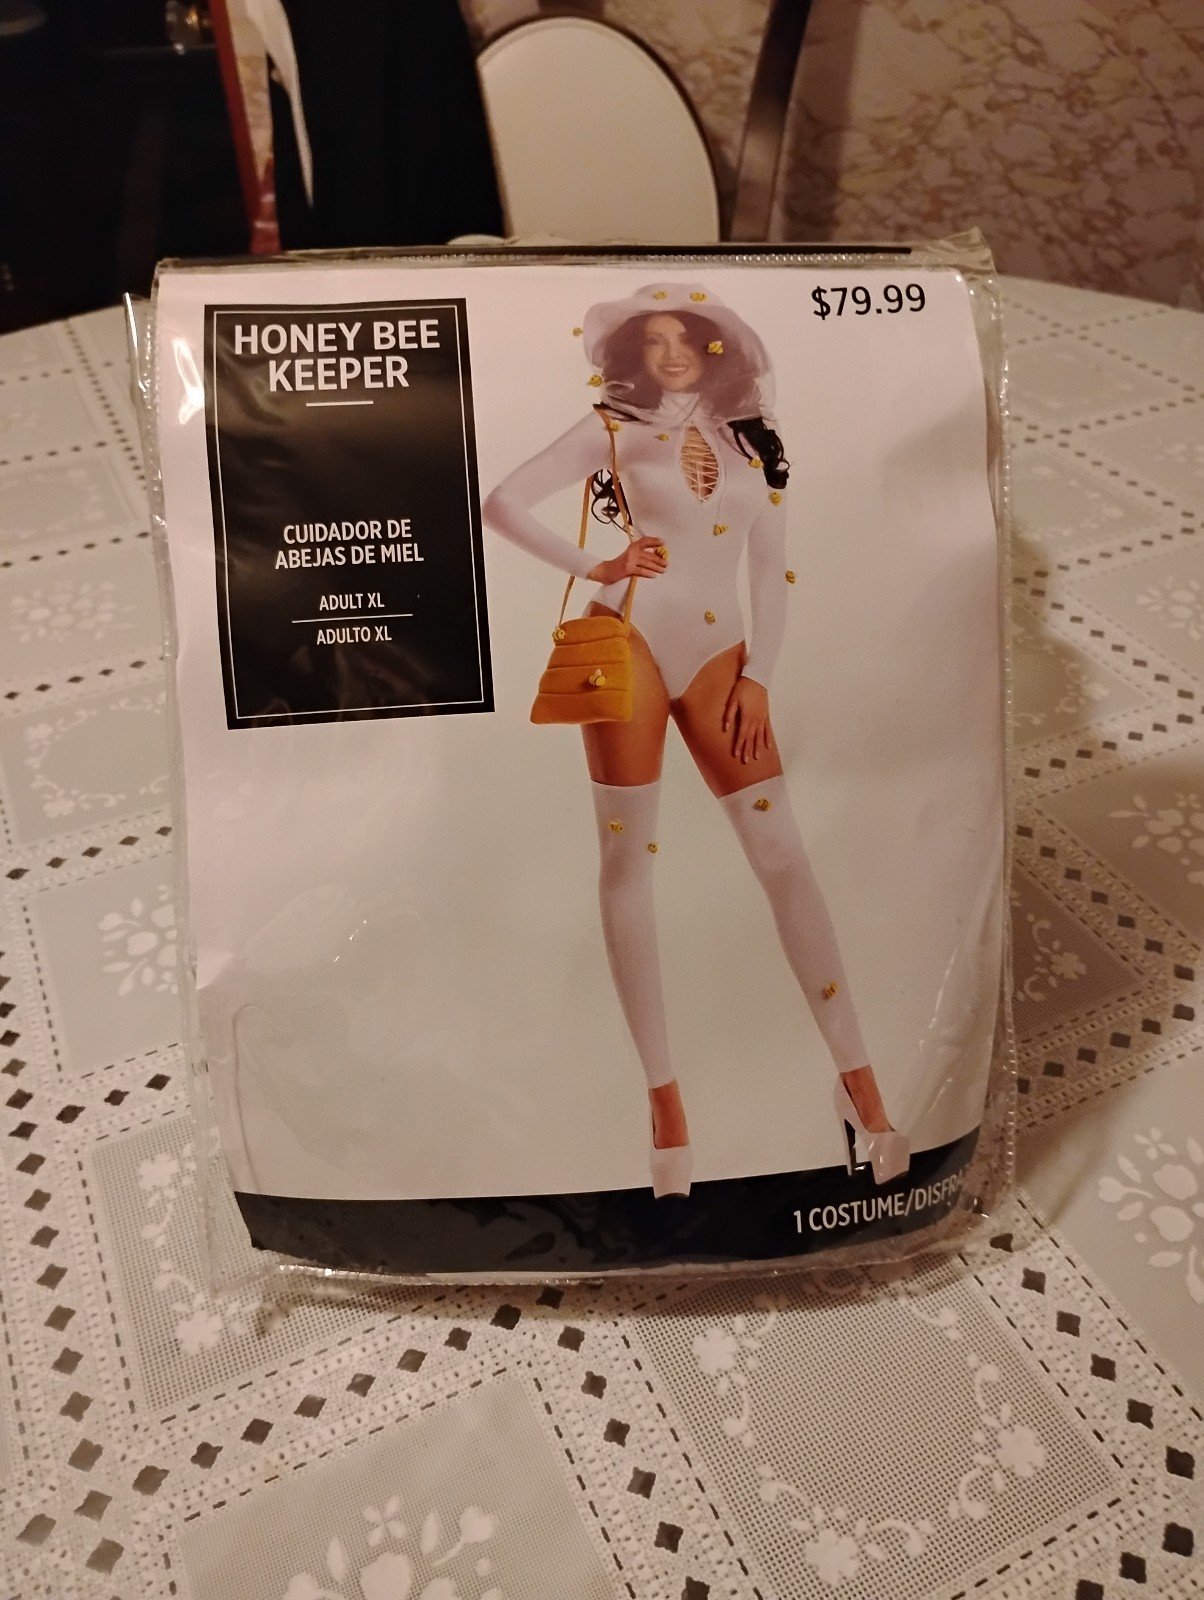 HONEY BEE
KEEPER
CUIDADOR DE
ABEJAS DE MIEL
ADULT XL
ADULTO XL
$79.99
1 COSTUME/